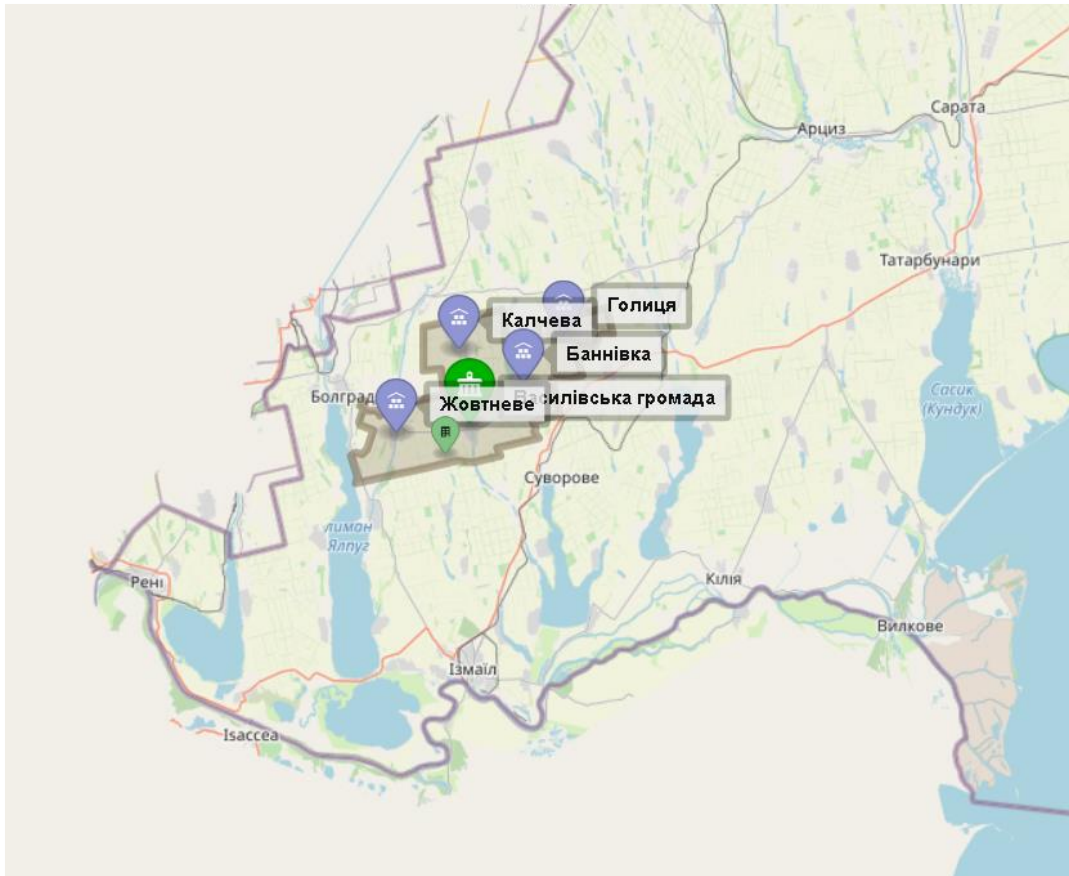 Сарата
Арциз
Татарбунари
Голиця
Калчева
Баннівка
Болград
Жовтневе
Василівська громада
Сасик
(Кундук)
Суворове
лиман
Ялпуг
Рені
Кілія
Вилкове
Ізмаїл
Isaccea